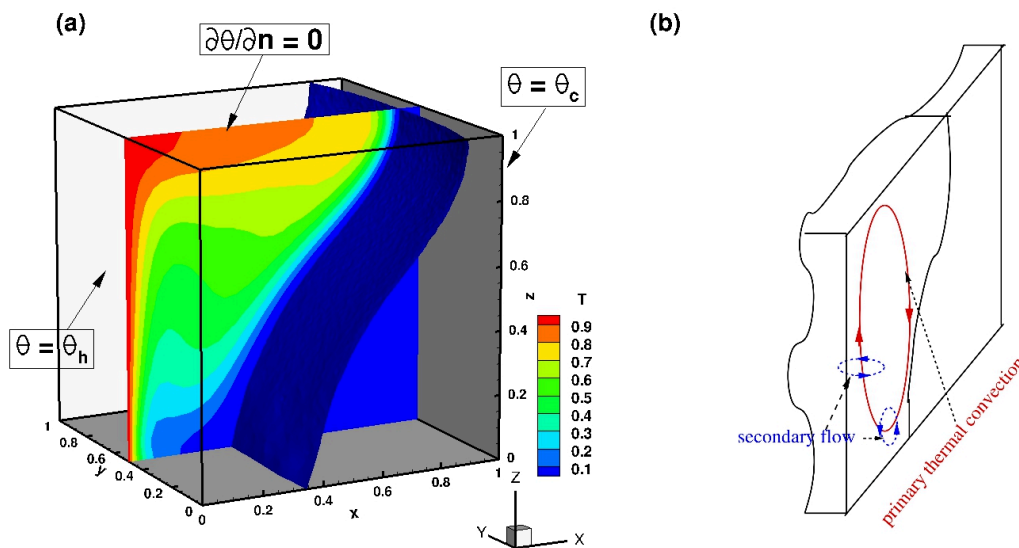 (a)
∂θ/∂n = 0
(b)
θ = θc
θ = θh
1
0.8
0.6
0.4
0.2
0
z
1
0.8
0.6
0.4
0.2
0
y
0
0.2
0.4
0.6
0.8
1
x
T
0.9
0.8
0.7
0.6
0.5
0.4
0.3
0.2
0.1
Z
Y
X
secondary flow
primary thermal convection